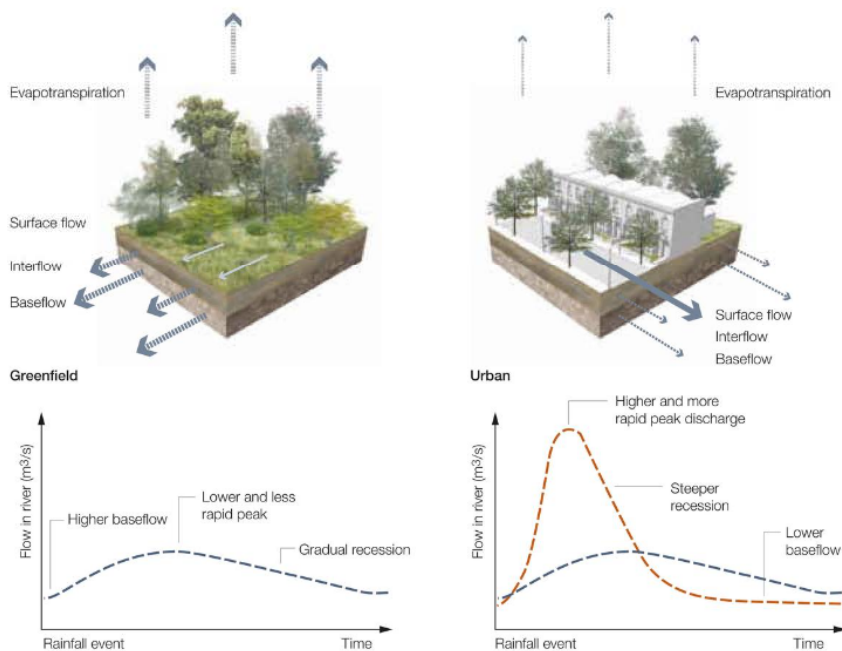 Evapotranspiration
Surface flow
Interflow
Baseflow
Greenfield
Evapotranspiration
Surface flow
Interflow
Baseflow
Urban
Flow in river (m3/s)
Higher baseflow
Lower and less
rapid peak
Gradual recession
Rainfall event
Time
Flow in river (m3/s)
Higher and more
rapid peak discharge
Steeper
recession
Lower
baseflow
Rainfall event
Time